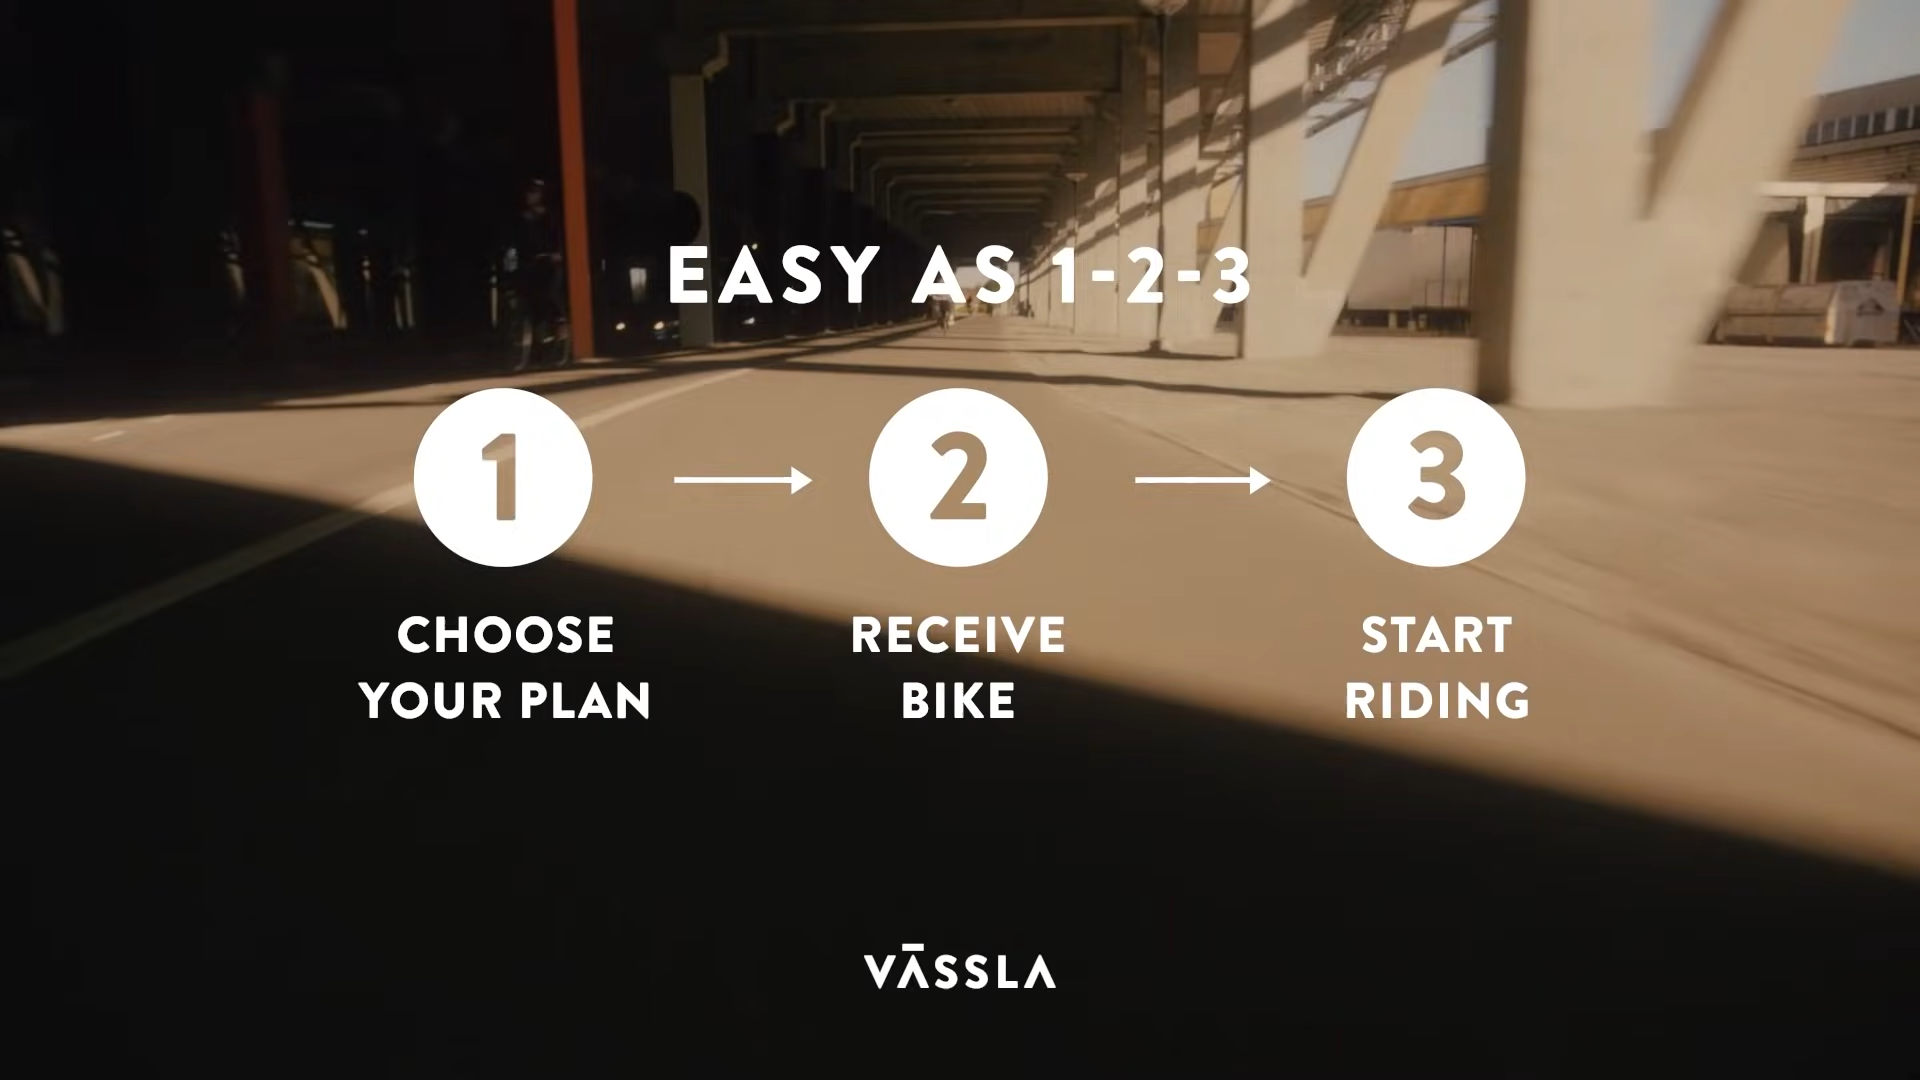 EASY AS 1-2-3
1
2
3
CHOOSE
YOUR PLAN
RECEIVE
BIKE
START
RIDING
VĀSSLA